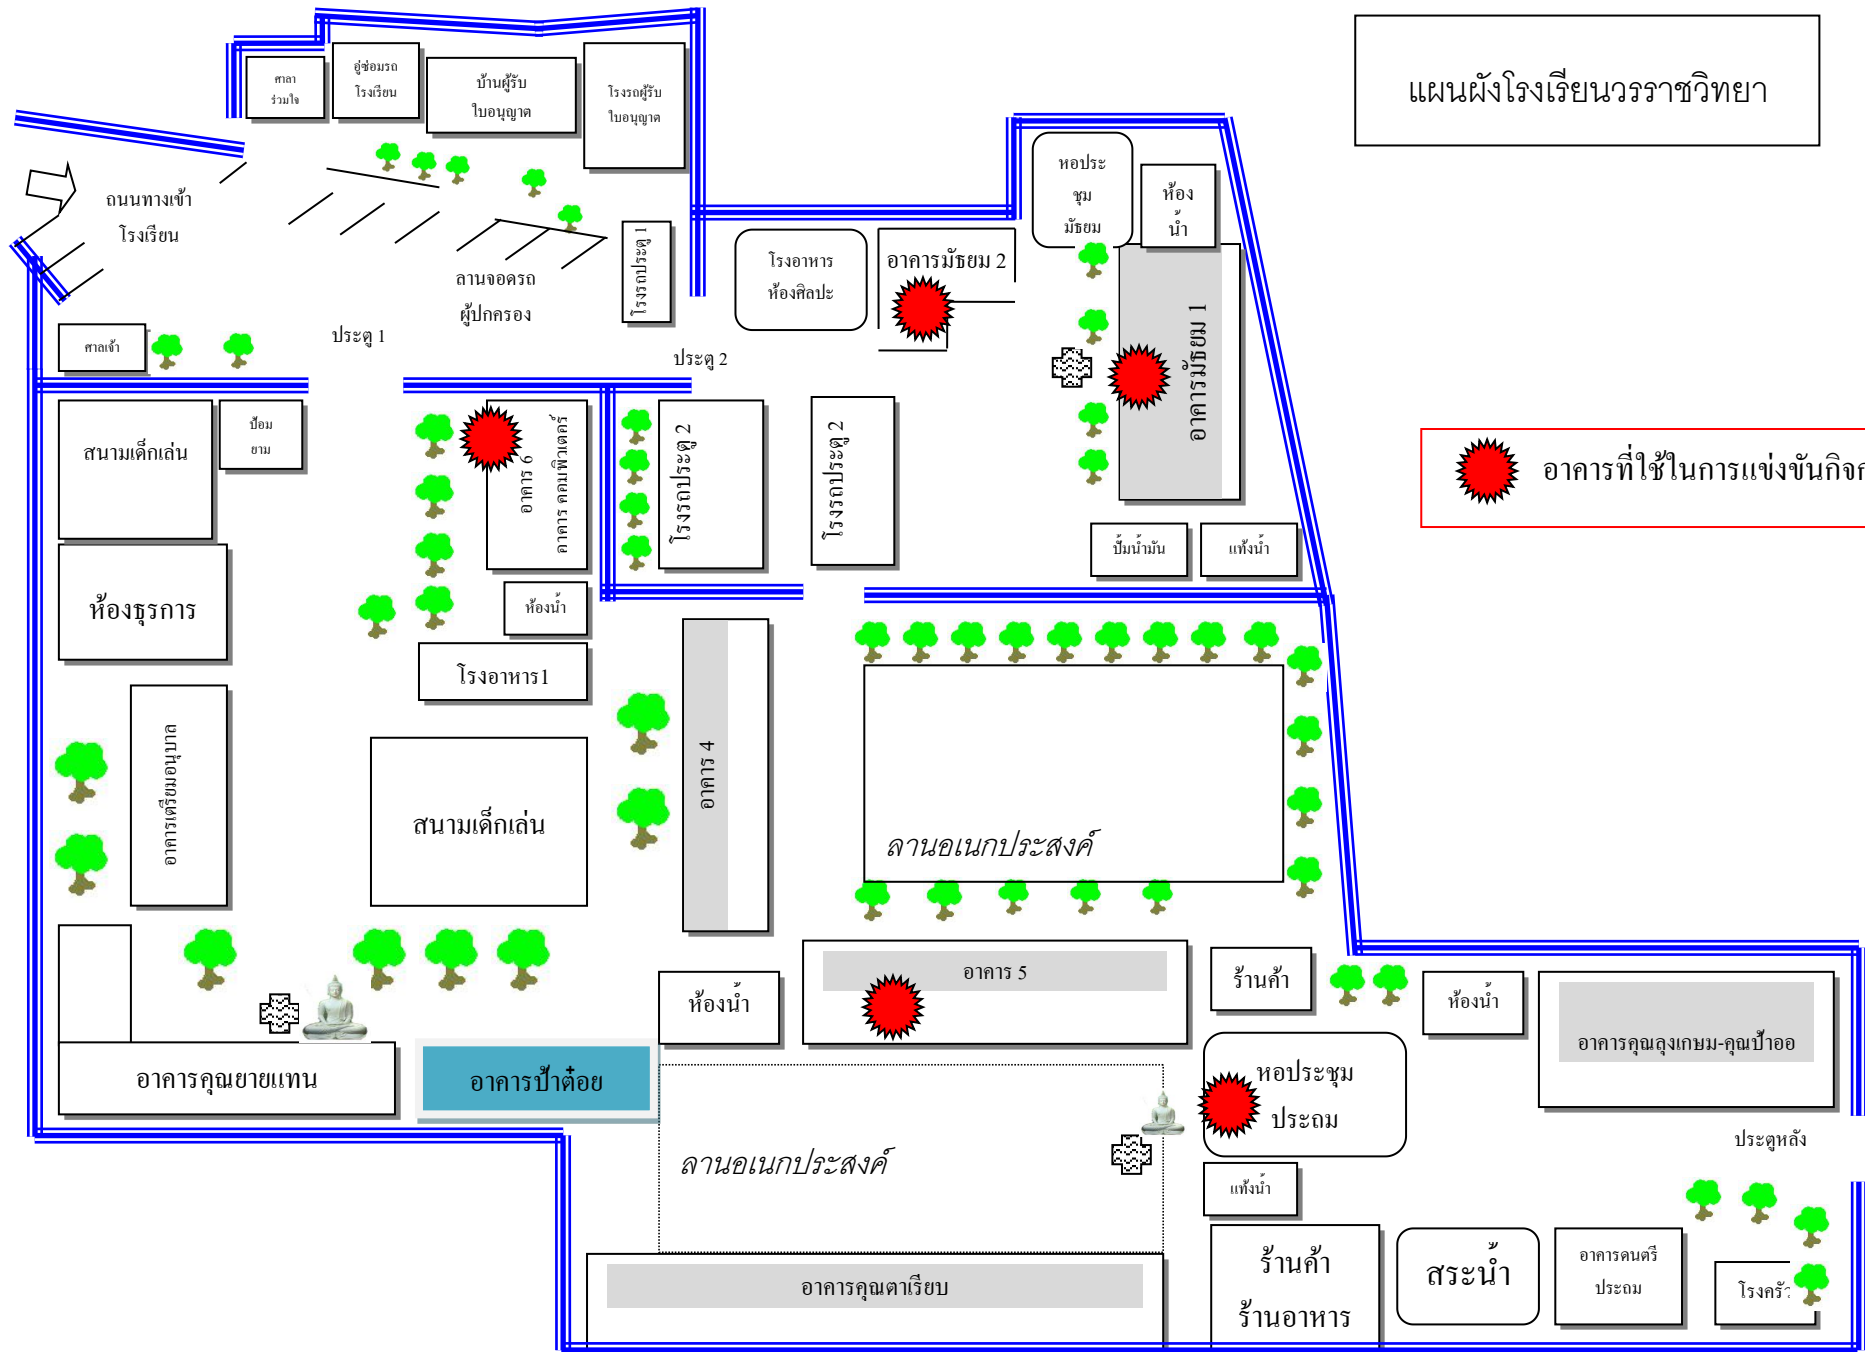 แผนผังโรงเรียนวรราชวิทยา
ศาลา
ร่วมใจ
อู่ซ่อมรถ
โรงเรียน
บ้านผู้รับ
ใบอนุญาต
โรงรถผู้รับ
ใบอนุญาต
ถนนทางเข้า
โรงเรียน
ลานจอดรถ
ผู้ปกครอง
โรงรถประตู 1
โรงอาหาร
ห้องศิลปะ
อาคารมัธยม 2
หอประ
ชุม
มัธยม
ห้อง
น้ำ
อาคารมัธยม 1
ศาลเจ้า
ประตู 1
ประตู 2
สนามเด็กเล่น
ป้อม
ยาม
อาคาร 6
อาคาร คอมพิวเตอร์
โรงรถประตู 2
โรงรถประตู 2
อาคารที่ใช้ในการแข่งขันกิจก
ปั๊มน้ำมัน
แท้งน้ำ
ห้องธุรการ
ห้องน้ำ
โรงอาหาร1
อาคารเตรียมอนุบาล
สนามเด็กเล่น
อาคาร 4
ลานอเนกประสงค์
ห้องน้ำ
อาคาร 5
ร้านค้า
ห้องน้ำ
อาคารคุณลุงเกษม-คุณป้าออ
อาคารคุณยายแทน
อาคารป้าต๋อย
หอประชุม
ประถม
ประตูหลัง
ลานอเนกประสงค์
แท้งน้ำ
อาคารคุณตาเรียบ
ร้านค้า
ร้านอาหาร
สระน้ำ
อาคารดนตรี
ประถม
โรงครัว